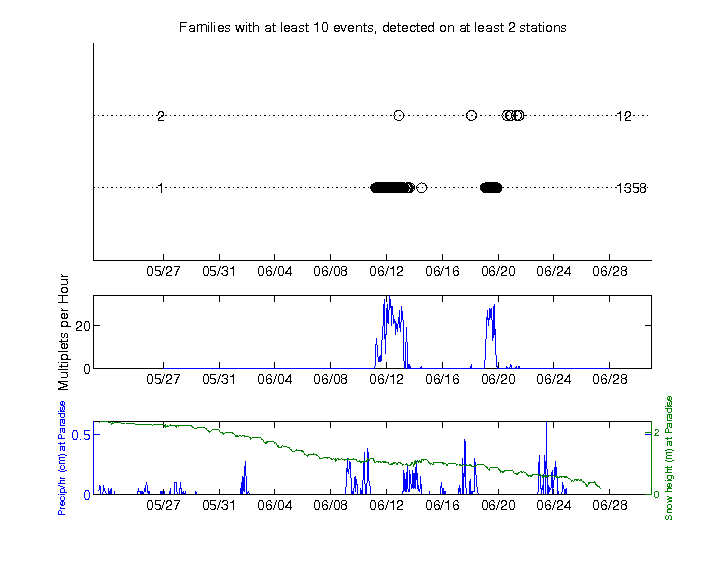 Families with at least 10 events, detected on at least 2 stations
2 12
1 1358
05/27 05/31 06/04 06/08 06/12 06/16 06/20 06/24 06/28
Multiplets per Hour
20
0
05/27 05/31 06/04 06/08 06/12 06/16 06/20 06/24 06/28
Precip/hr (cm) at Paradise
0.5
0
2
0
Snow height (m) at Paradise
05/27 05/31 06/04 06/08 06/12 06/16 06/20 06/24 06/28